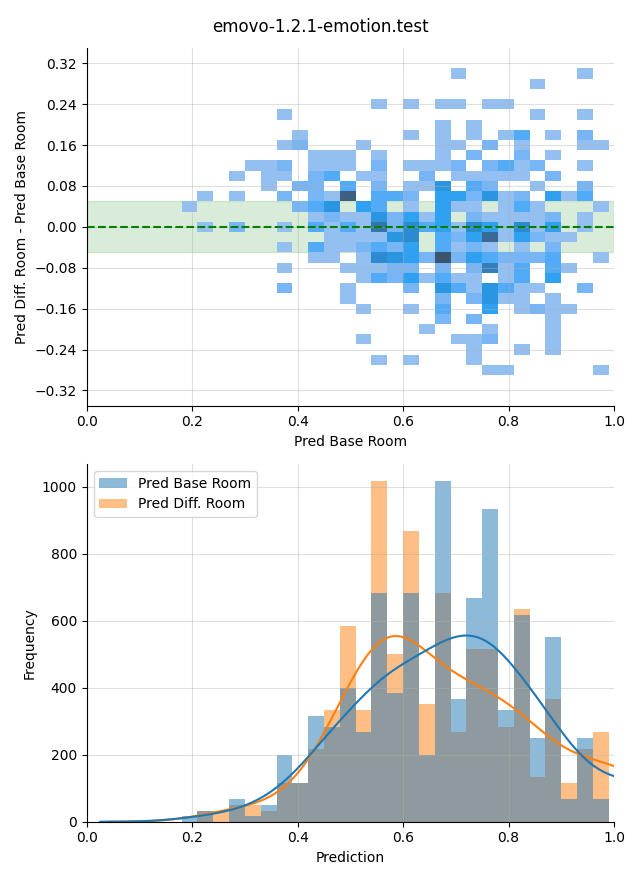 emovo-1.2.1-emotion.test
Pred Diff. Room - Pred Base Room
0.32
0.24
0.16
0.08
0.00
−0.08
−0.16
−0.24
−0.32
0.0 0.2 0.4 0.6 0.8 1.0
Pred Base Room
Pred Base Room
Pred Diff. Room
Frequency
1000
800
600
400
200
0
0.0 0.2 0.4 0.6 0.8 1.0
Prediction